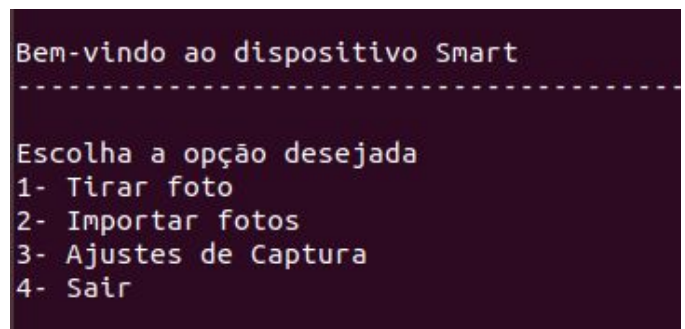 Bem-vindo ao dispositivo Smart
----------------------------------------
Escolha a opção desejada
1- Tirar foto
2- Importar fotos
3- Ajustes de Captura
4- Sair